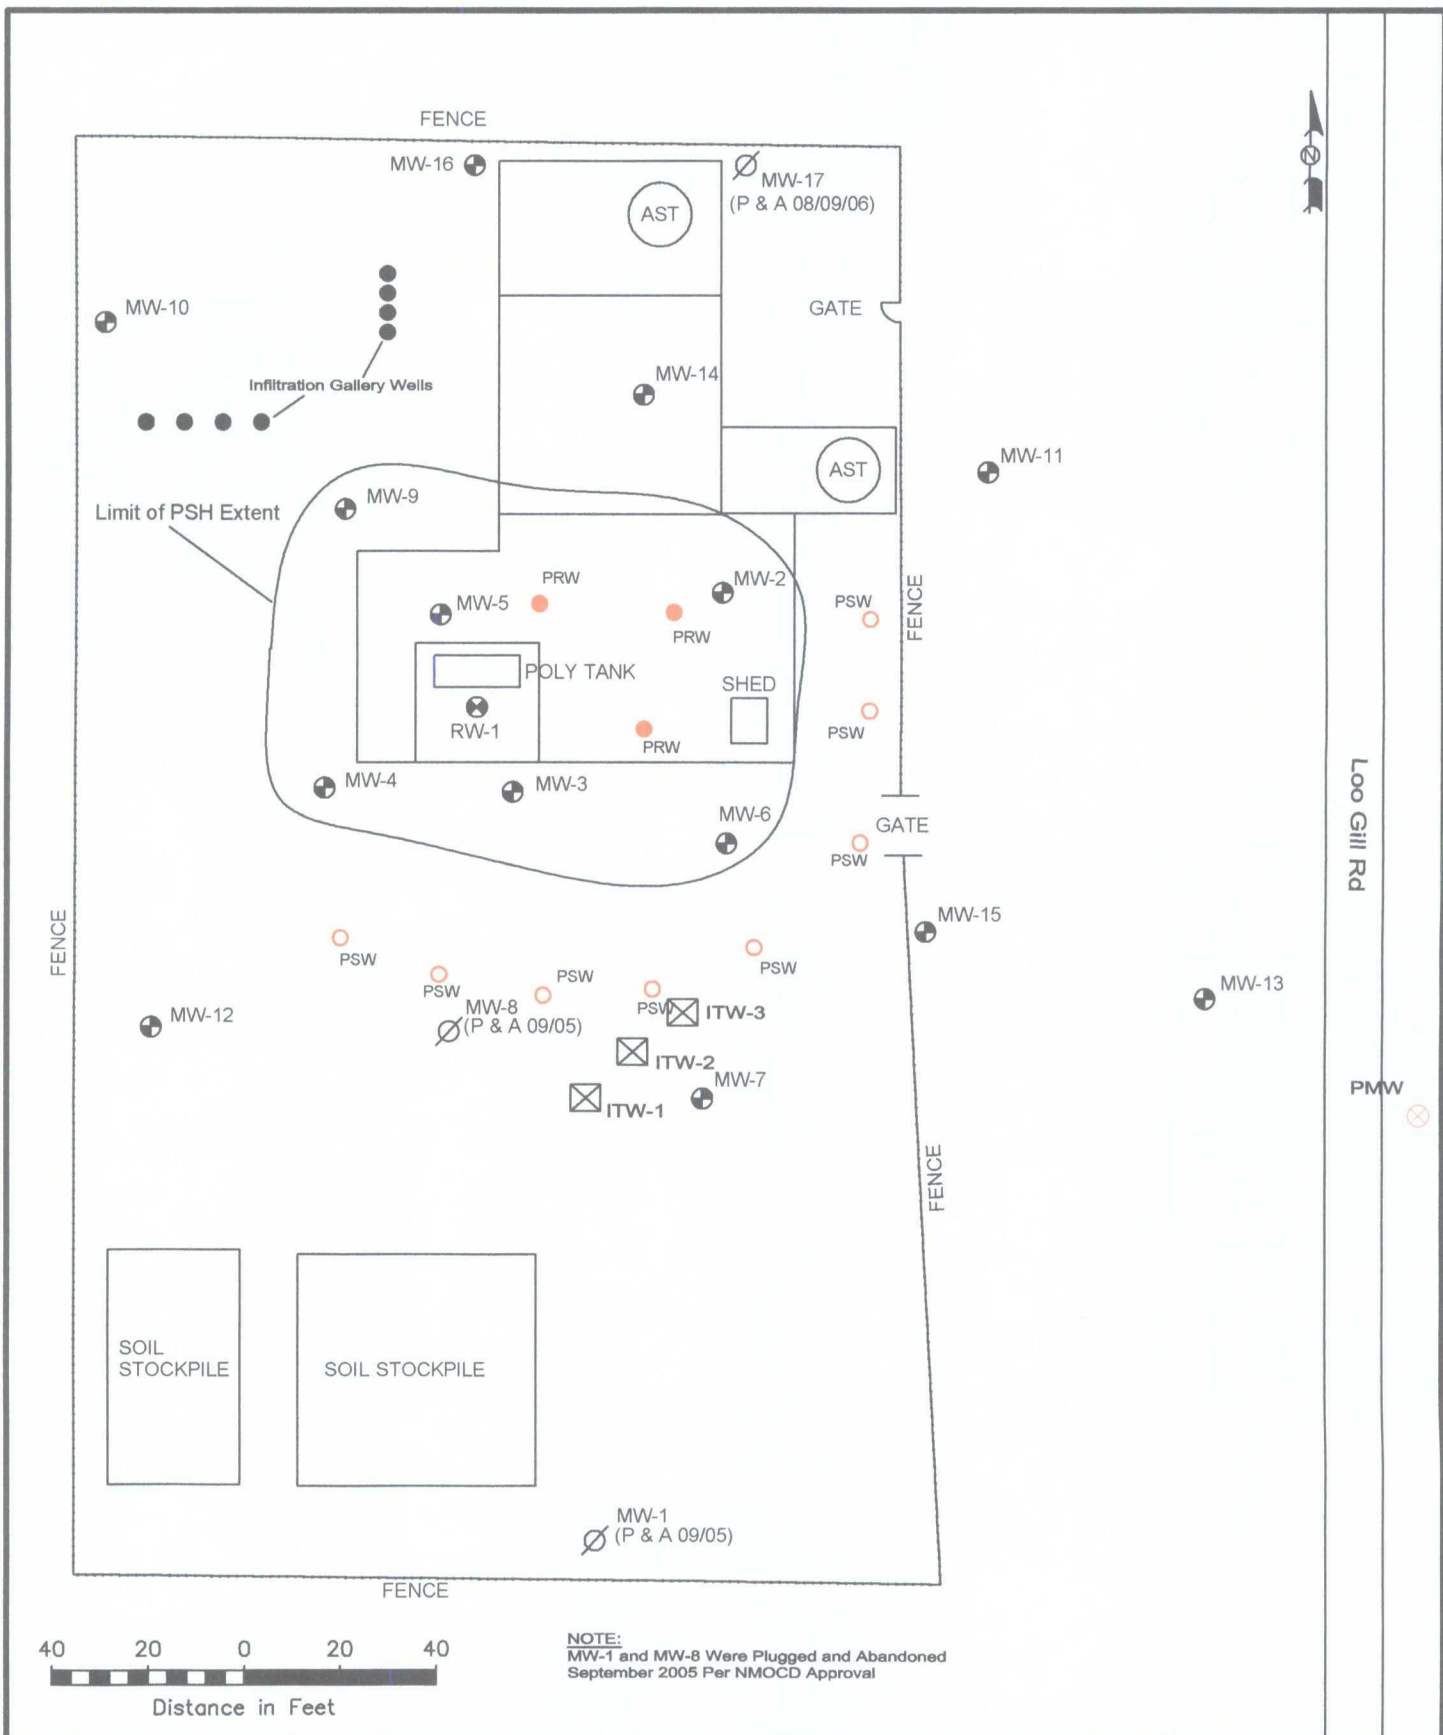 FENCE
MW-16
MW-17
(P & A 08/09/06)
AST
N
MW-10
GATE
Infiltration Gallery Wells
MW-14
MW-11
AST
MW-9
Limit of PSH Extent
PRW
MW-2
MW-5
PSW
FENCE
PRW
POLY TANK
SHED
RW-1
PRW
PSW
MW-4
MW-3
MW-6
GATE
PSW
Loo Gill Rd
FENCE
MW-15
PSW
PSW
PSW
PSW
PSW
MW-13
MW-12
MW-8
(P & A 09/05)
ITW-3
ITW-2
MW-7
ITW-1
PMW
FENCE
SOIL
STOCKPILE
SOIL STOCKPILE
MW-1
(P & A 09/05)
FENCE
40 20 0 20 40
Distance in Feet
NOTE:
MW-1 and MW-8 Were Plugged and Abandoned
September 2005 Per NMOCD Approval